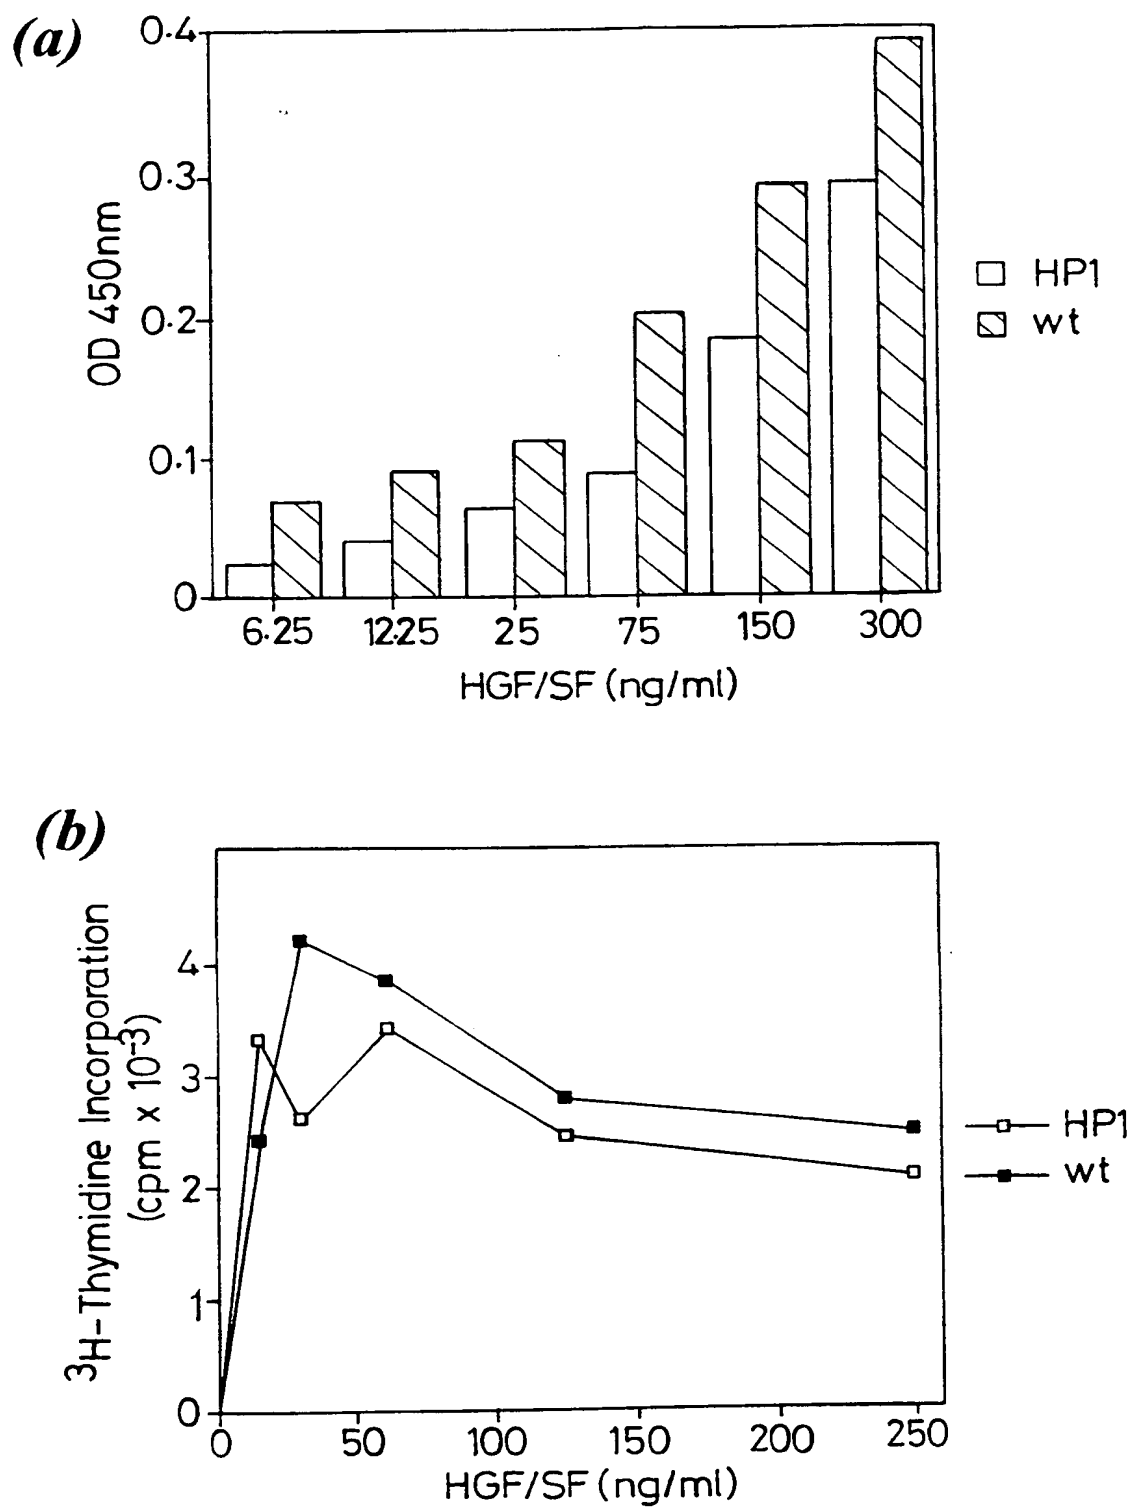 (a)
0.4
0.3
0.2
0.1
0
OD 450nm
6.25 12.25 25 75 150 300
HGF/SF (ng/ml)
HP1
wt
(b)
4
3
2
1
0
³H-Thymidine Incorporation
(cpm x 10⁻³)
0 50 100 150 200 250
HGF/SF (ng/ml)
HP1
wt